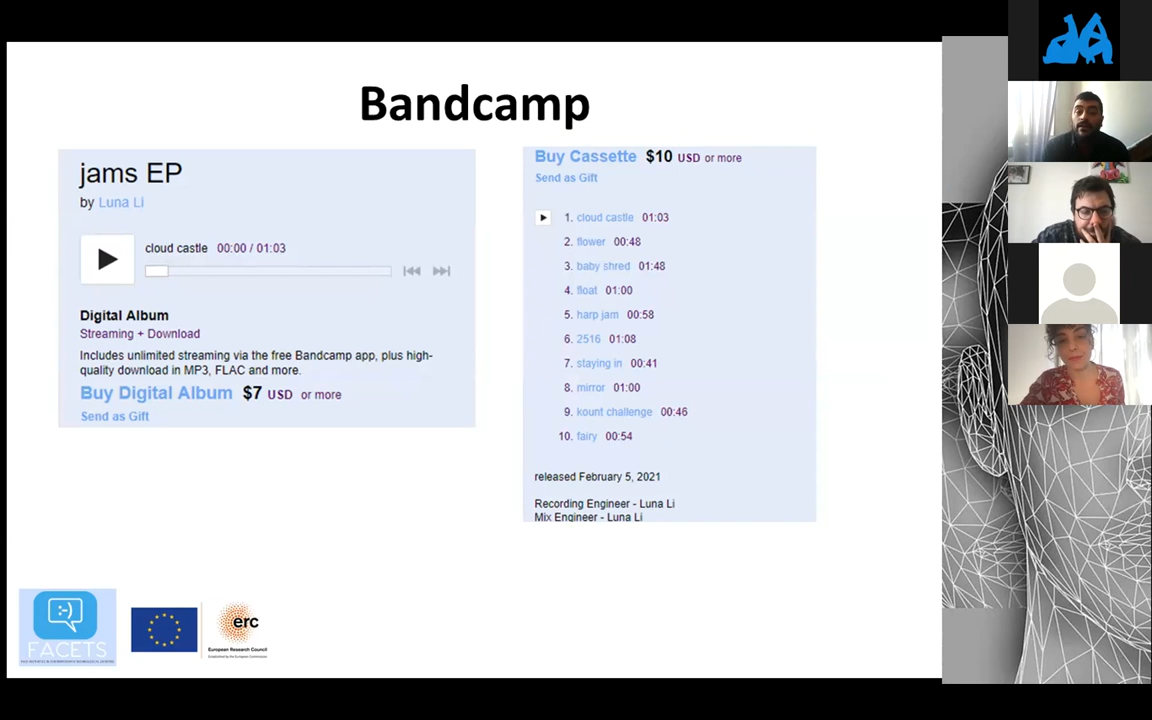 Bandcamp
jams EP
by Luna Li
cloud castle 00:00 / 01:03
Digital Album
Streaming + Download
Includes unlimited streaming via the free Bandcamp app, plus high-
quality download in MP3, FLAC and more.
Buy Digital Album $7 USD or more
Send as Gift
Buy Cassette $10 USD or more
Send as Gift
1. cloud castle 01:03
2. flower 00:48
3. baby shred 01:48
4. float 01:00
5. harp jam 00:58
6. 2516 01:08
7. staying in 00:41
8. mirror 01:00
9. kount challenge 00:46
10. fairy 00:54
released February 5, 2021
Recording Engineer - Luna Li
Mix Engineer - Luna Li
:-)
FACETS
erc
European Research Council